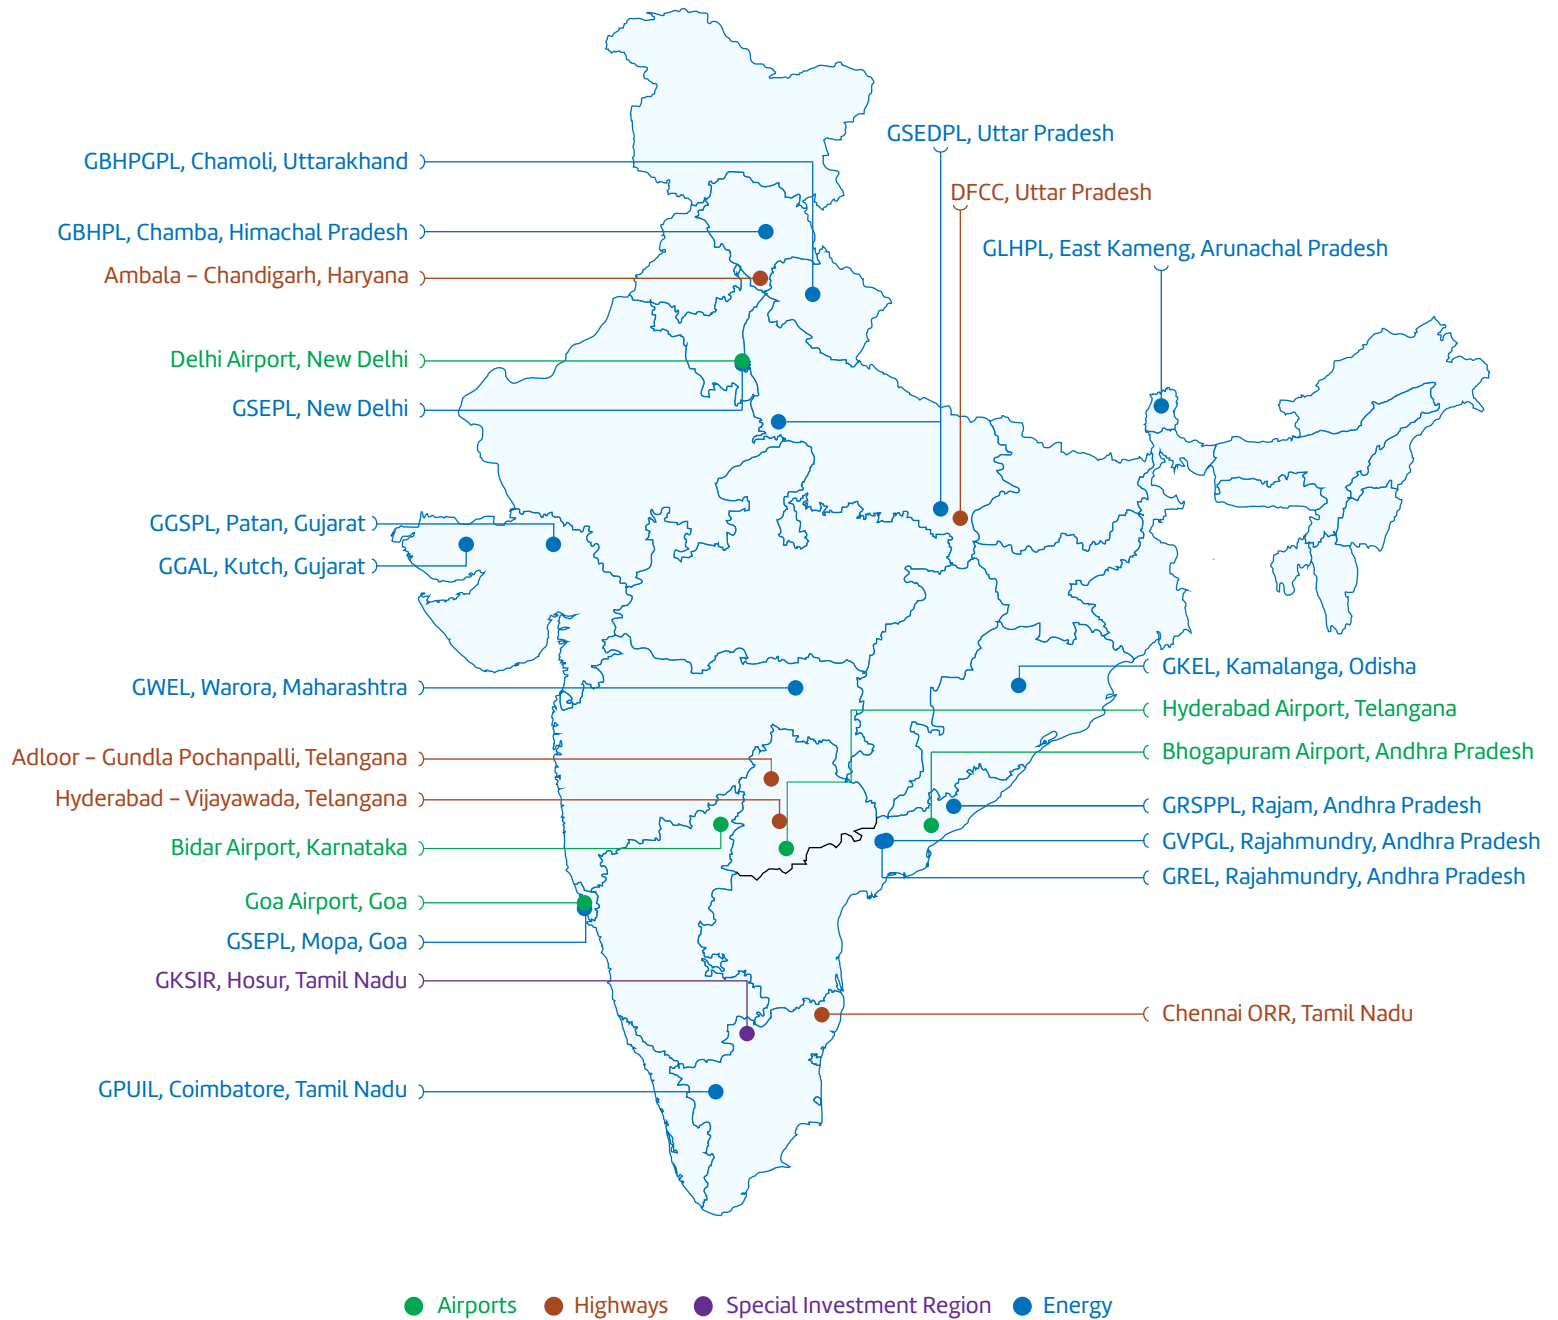 GBHPGPL, Chamoli, Uttarakhand
GBHPL, Chamba, Himachal Pradesh
Ambala – Chandigarh, Haryana
Delhi Airport, New Delhi
GSEPL, New Delhi
GGSPL, Patan, Gujarat
GGAL, Kutch, Gujarat
GWEL, Warora, Maharashtra
Adloor – Gundla Pochanpalli, Telangana
Hyderabad – Vijayawada, Telangana
Bidar Airport, Karnataka
Goa Airport, Goa
GSEPL, Mopa, Goa
GKSIR, Hosur, Tamil Nadu
GPUIL, Coimbatore, Tamil Nadu
GSEDPL, Uttar Pradesh
DFCC, Uttar Pradesh
GLHPL, East Kameng, Arunachal Pradesh
GKEL, Kamalanga, Odisha
Hyderabad Airport, Telangana
Bhogapuram Airport, Andhra Pradesh
GRSPPL, Rajam, Andhra Pradesh
GVPGL, Rajahmundry, Andhra Pradesh
GREL, Rajahmundry, Andhra Pradesh
Chennai ORR, Tamil Nadu
Airports Highways Special Investment Region Energy